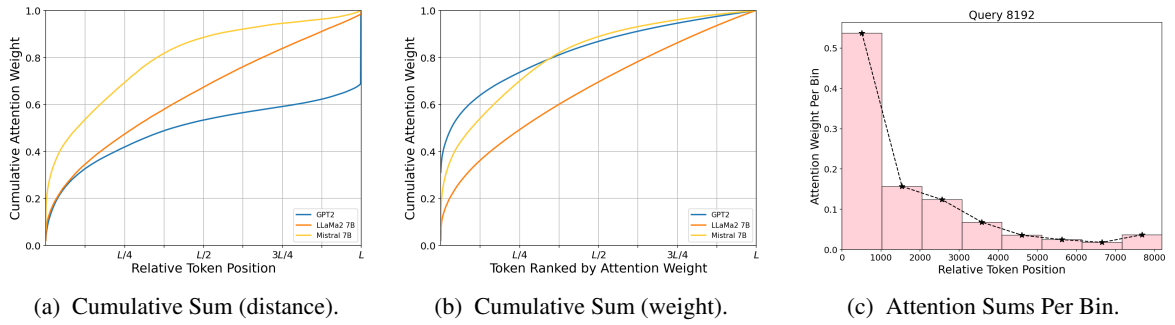 1.0
0.8
0.6
0.4
0.2
0.0
Cumulative Attention Weight
L/4
L/2
3L/4
L
Relative Token Position
GPT2
LLaMa2 7B
Mistral 7B
(a) Cumulative Sum (distance).
1.0
0.8
0.6
0.4
0.2
0.0
Cumulative Attention Weight
L/4
L/2
3L/4
L
Token Ranked by Attention Weight
GPT2
LLaMa2 7B
Mistral 7B
(b) Cumulative Sum (weight).
Query 8192
0.5
0.4
0.3
0.2
0.1
0.0
Attention Weight Per Bin
0 1000 2000 3000 4000 5000 6000 7000 8000
Relative Token Position
(c) Attention Sums Per Bin.